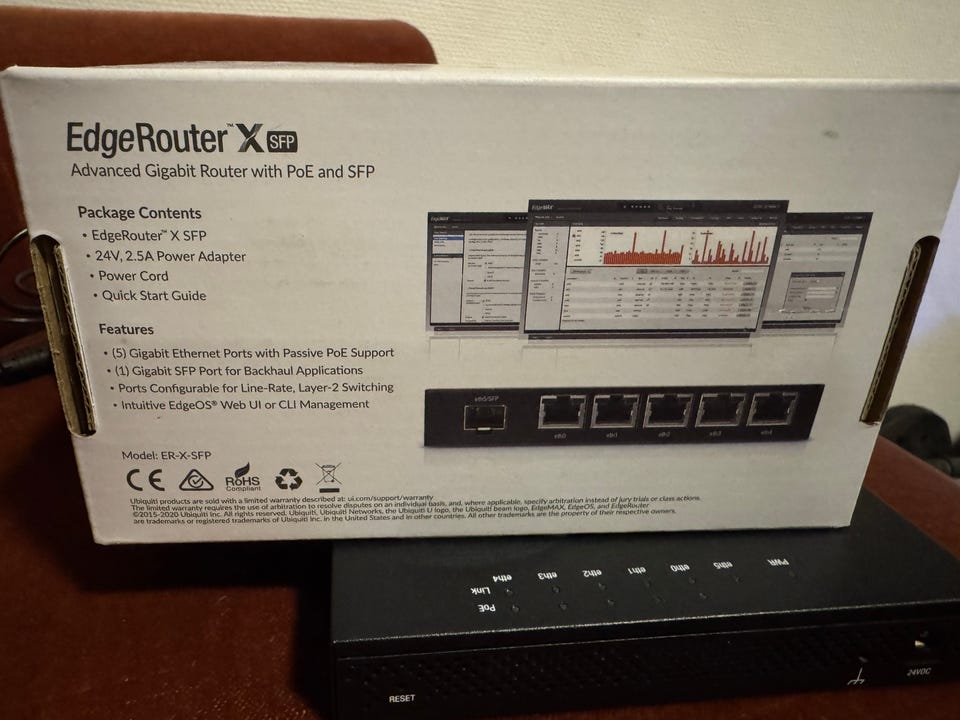 EdgeRouter™ X SFP
Advanced Gigabit Router with PoE and SFP
Package Contents
• EdgeRouter™ X SFP
• 24V, 2.5A Power Adapter
• Power Cord
• Quick Start Guide
Features
• (5) Gigabit Ethernet Ports with Passive PoE Support
• (1) Gigabit SFP Port for Backhaul Applications
• Ports Configurable for Line-Rate, Layer-2 Switching
• Intuitive EdgeOS® Web UI or CLI Management
eth5/SFP
eth0 eth1 eth2 eth3 eth4
Model: ER-X-SFP
CE RoHS
Compliant
Ubiquiti products are sold with a limited warranty described at: ui.com/support/warranty
The limited warranty requires the use of arbitration to resolve disputes on an individual basis, and, where applicable, specify arbitration instead of jury trials or class actions.
©2015-2020 Ubiquiti Inc. All rights reserved. Ubiquiti, Ubiquiti Networks, the Ubiquiti U logo, the Ubiquiti beam logo, EdgeMAX, EdgeOS, and EdgeRouter
are trademarks or registered trademarks of Ubiquiti Inc. in the United States and in other countries. All other trademarks are the property of their respective owners.
eth4 eth3 eth2 eth1 eth0 eth5 PWR
Link
PoE
RESET
24VDC